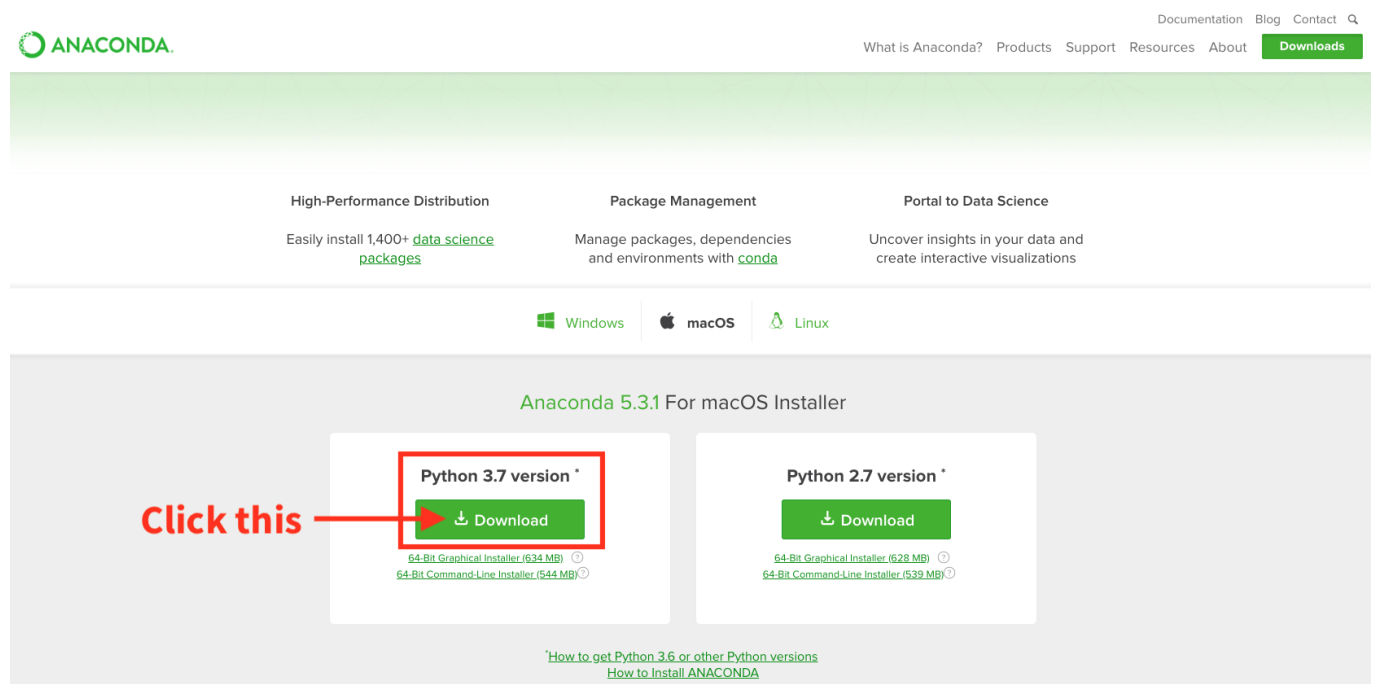 Documentation Blog Contact
ANACONDA.
What is Anaconda? Products Support Resources About Downloads
High-Performance Distribution
Easily install 1,400+ data science
packages
Package Management
Manage packages, dependencies
and environments with conda
Portal to Data Science
Uncover insights in your data and
create interactive visualizations
Windows macOS Linux
Anaconda 5.3.1 For macOS Installer
Click this
Python 3.7 version *
Download
64-Bit Graphical Installer (634 MB) ?
64-Bit Command-Line Installer (544 MB) ?
Python 2.7 version *
Download
64-Bit Graphical Installer (628 MB) ?
64-Bit Command-Line Installer (539 MB) ?
*How to get Python 3.6 or other Python versions
How to Install ANACONDA